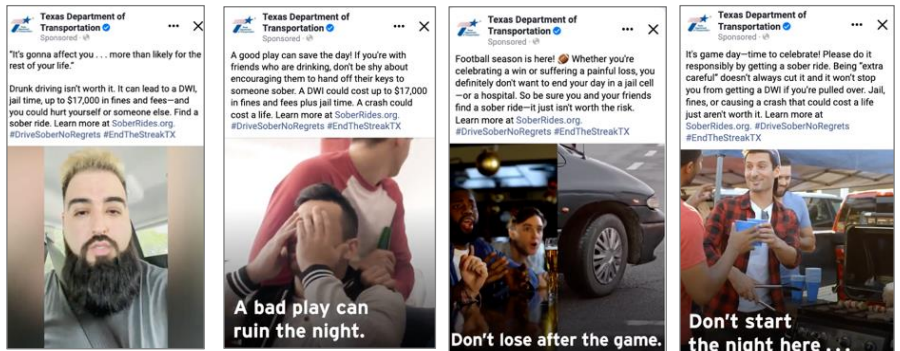 Texas Department of
Transportation
Sponsored ·
"It's gonna affect you . . . more than likely for the
rest of your life."
Drunk driving isn't worth it. It can lead to a DWI,
jail time, up to $17,000 in fines and fees—and
you could hurt yourself or someone else. Find a
sober ride. Learn more at SoberRides.org.
#DriveSoberNoRegrets #EndTheStreakTX
Texas Department of
Transportation
Sponsored ·
A good play can save the day! If you're with
friends who are drinking, don't be shy about
encouraging them to hand off their keys to
someone sober. A DWI could cost up to $17,000
in fines and fees plus jail time. A crash could
cost a life. Learn more at SoberRides.org.
#DriveSoberNoRegrets #EndTheStreakTX
A bad play can
ruin the night.
Texas Department of
Transportation
Sponsored ·
Football season is here! 🏈 Whether you're
celebrating a win or suffering a painful loss, you
definitely don't want to end your day in a jail cell
—or a hospital. So be sure you and your friends
find a sober ride—it just isn't worth the risk.
Learn more at SoberRides.org.
#DriveSoberNoRegrets #EndTheStreakTX
Don't lose after the game.
Texas Department of
Transportation
Sponsored ·
It's game day—time to celebrate! Please do it
responsibly by getting a sober ride. Being "extra
careful" doesn't always cut it and it won't stop
you from getting a DWI if you're pulled over. Jail,
fines, or causing a crash that could cost a life
just aren't worth it. Learn more at
SoberRides.org. #DriveSoberNoRegrets
#EndTheStreakTX
Don't start
the night here . . .